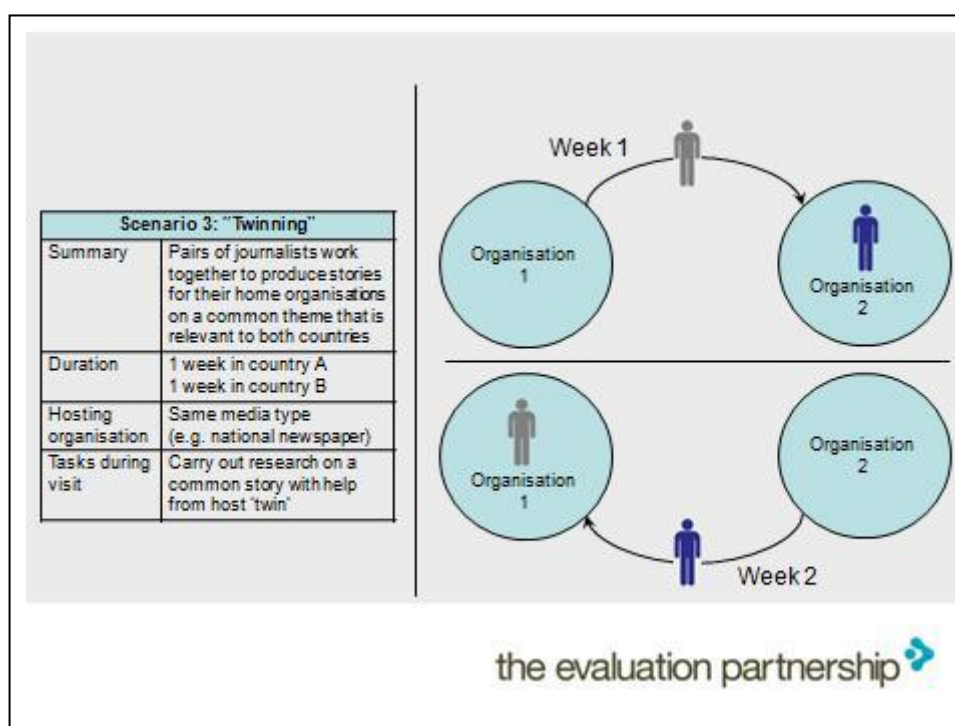 Scenario 3: "Twinning"
Summary
Pairs of journalists work
together to produce stories
for their home organisations
on a common theme that is
relevant to both countries
Duration
1 week in country A
1 week in country B
Hosting
organisation
Same media type
(e.g. national newspaper)
Tasks during
visit
Carry out research on a
common story with help
from host "twin"
Week 1
Organisation
1
Organisation
2
Organisation
1
Organisation
2
Week 2
the evaluation partnership